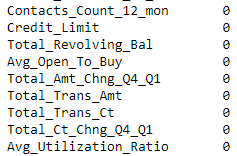 Contacts_Count_12_mon 0
Credit_Limit 0
Total_Revolving_Bal 0
Avg_Open_To_Buy 0
Total_Amt_Chng_Q4_Q1 0
Total_Trans_Amt 0
Total_Trans_Ct 0
Total_Ct_Chng_Q4_Q1 0
Avg_Utilization_Ratio 0